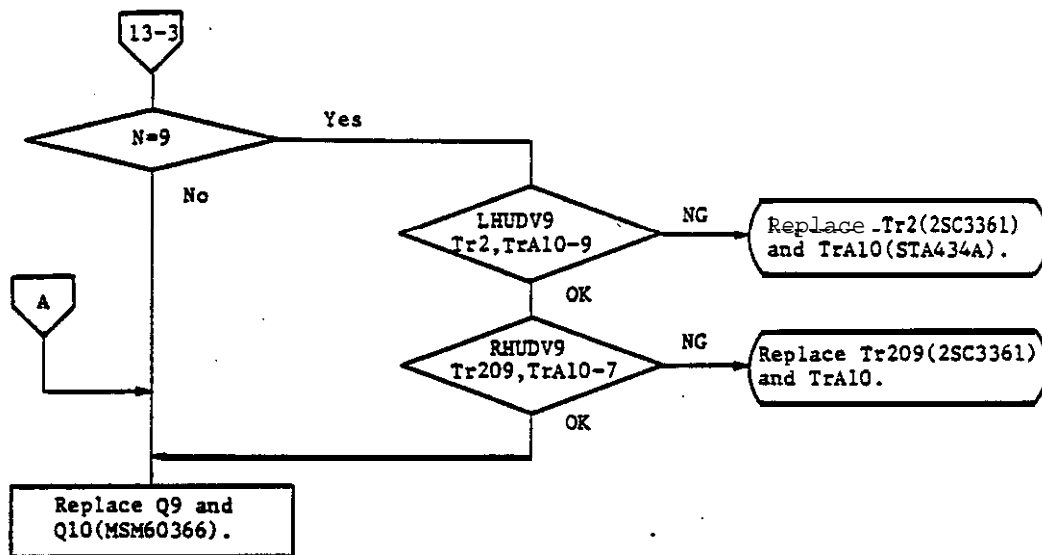 13-3
N=9
Yes
No
LHUDV9
Tr2,TrA10-9
NG
Replace Tr2(2SC3361)
and TrA10(STA434A).
OK
A
RHUDV9
Tr209,TrA10-7
NG
Replace Tr209(2SC3361)
and TrA10.
OK
Replace Q9 and
Q10(MSM60366).